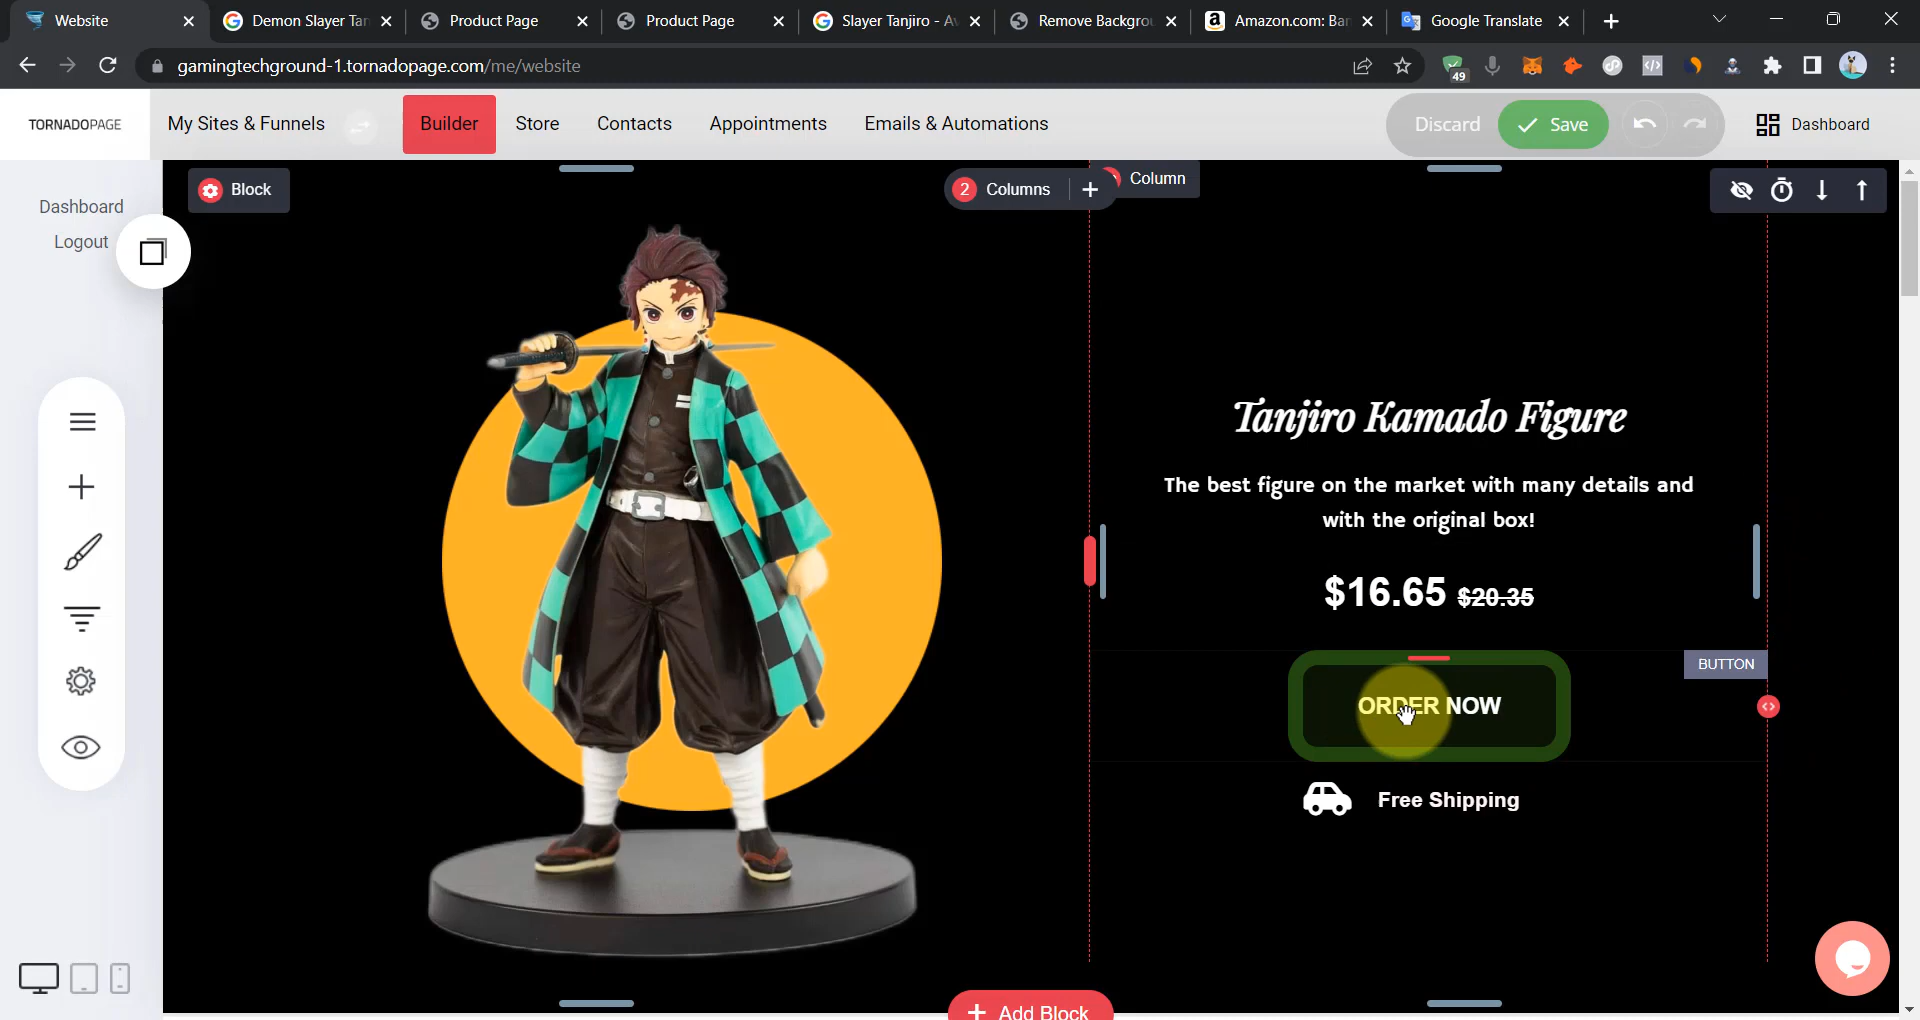 Website
Demon Slayer Tan
Product Page
Product Page
Slayer Tanjiro - A
Remove Backgrou
Amazon.com: Ban
Google Translate
gamingtechground-1.tornadopage.com/me/website
49
TORNADOPAGE
My Sites & Funnels
Builder
Store
Contacts
Appointments
Emails & Automations
Discard
Save
Dashboard
Dashboard
Logout
Block
2 Columns
Column
Tanjiro Kamado Figure
The best figure on the market with many details and
with the original box!
$16.65 $20.35
BUTTON
ORDER NOW
Free Shipping
Add Block